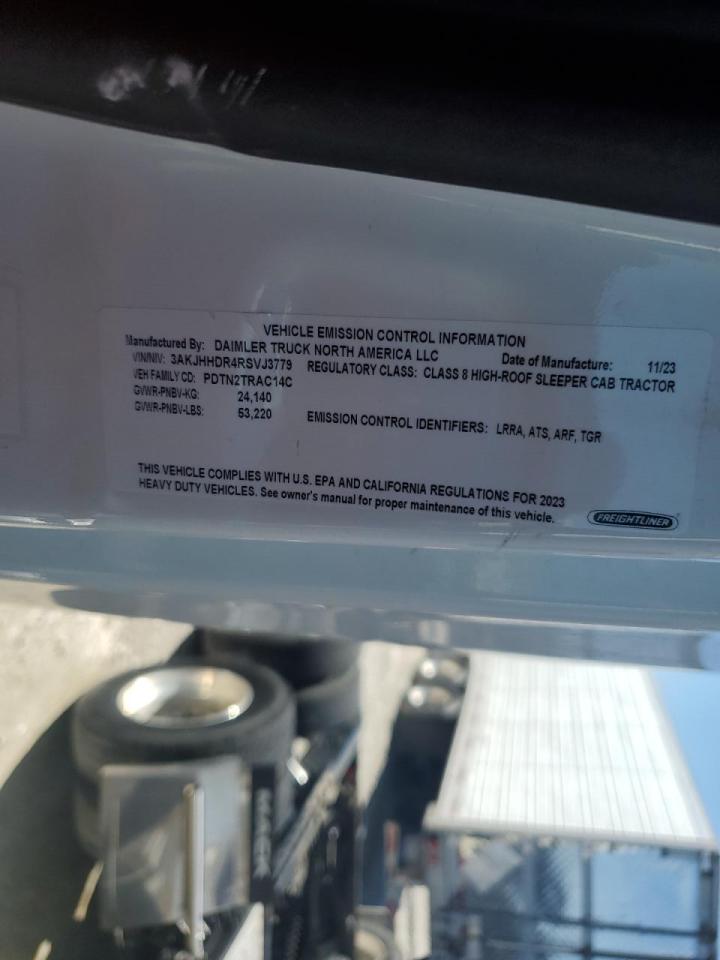 VEHICLE EMISSION CONTROL INFORMATION
Manufactured By: DAIMLER TRUCK NORTH AMERICA LLC Date of Manufacture: 11/23
VIN/NIV: 3AKJHHDR4RSVJ3779 REGULATORY CLASS: CLASS 8 HIGH-ROOF SLEEPER CAB TRACTOR
VEH FAMILY CD: PDTN2TRAC14C
GVWR-PNBV-KG: 24,140
GVWR-PNBV-LBS: 53,220 EMISSION CONTROL IDENTIFIERS: LRRA, ATS, ARF, TGR
THIS VEHICLE COMPLIES WITH U.S. EPA AND CALIFORNIA REGULATIONS FOR 2023
HEAVY DUTY VEHICLES. See owner's manual for proper maintenance of this vehicle.
FREIGHTLINER
MACK